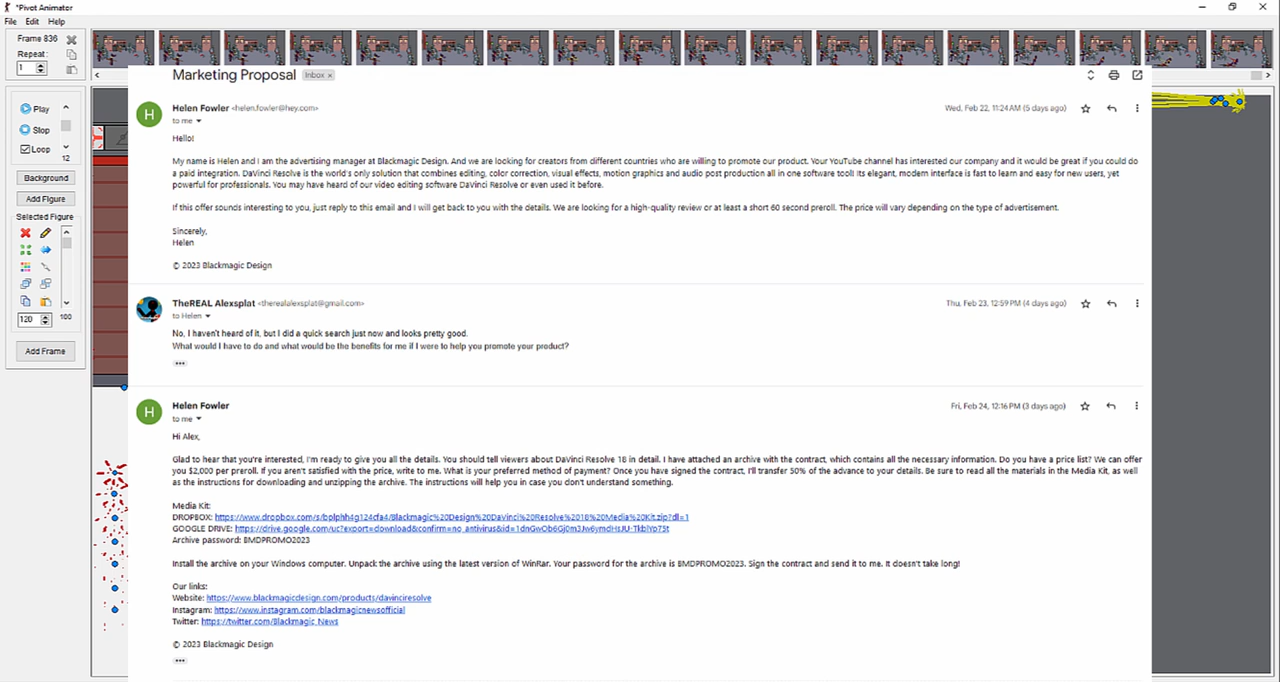 *Pivot Animator
File Edit Help
Frame 836
Repeat:
1
Play
Stop
Loop
12
Background
Add Figure
Selected Figure
120
100
Add Frame
Marketing Proposal Inbox ×
H
Helen Fowler <helen.fowler@hey.com>
Wed, Feb 22, 11:24 AM (5 days ago)
to me
Hello!
My name is Helen and I am the advertising manager at Blackmagic Design. And we are looking for creators from different countries who are willing to promote our product. Your YouTube channel has interested our company and it would be great if you could do
a paid integration. DaVinci Resolve is the world's only solution that combines editing, color correction, visual effects, motion graphics and audio post production all in one software tool! Its elegant, modern interface is fast to learn and easy for new users, yet
powerful for professionals. You may have heard of our video editing software DaVinci Resolve or even used it before.
If this offer sounds interesting to you, just reply to this email and I will get back to you with the details. We are looking for a high-quality review or at least a short 60 second preroll. The price will vary depending on the type of advertisement.
Sincerely,
Helen
© 2023 Blackmagic Design
TheREAL Alexsplat <therealalexsplat@gmail.com>
Thu, Feb 23, 12:59 PM (4 days ago)
to Helen
No, I haven't heard of it, but I did a quick search just now and looks pretty good.
What would I have to do and what would be the benefits for me if I were to help you promote your product?
H
Helen Fowler
Fri, Feb 24, 12:16 PM (3 days ago)
to me
Hi Alex,
Glad to hear that you're interested, I'm ready to give you all the details. You should tell viewers about DaVinci Resolve 18 in detail. I have attached an archive with the contract, which contains all the necessary information. Do you have a price list? We can offer
you $2,000 per preroll. If you aren't satisfied with the price, write to me. What is your preferred method of payment? Once you have signed the contract, I'll transfer 50% of the advance to your details. Be sure to read all the materials in the Media Kit, as well
as the instructions for downloading and unzipping the archive. The instructions will help you in case you don't understand something.
Media Kit:
DROPBOX:
GOOGLE DRIVE:
Archive password: BMDPROMO2023
Install the archive on your Windows computer. Unpack the archive using the latest version of WinRar. Your password for the archive is BMDPROMO2023. Sign the contract and send it to me. It doesn't take long!
Our links:
Website: https://www.blackmagicdesign.com/products/davinciresolve
Instagram: https://www.instagram.com/blackmagicnewsofficial
Twitter: https://twitter.com/Blackmagic_News
© 2023 Blackmagic Design